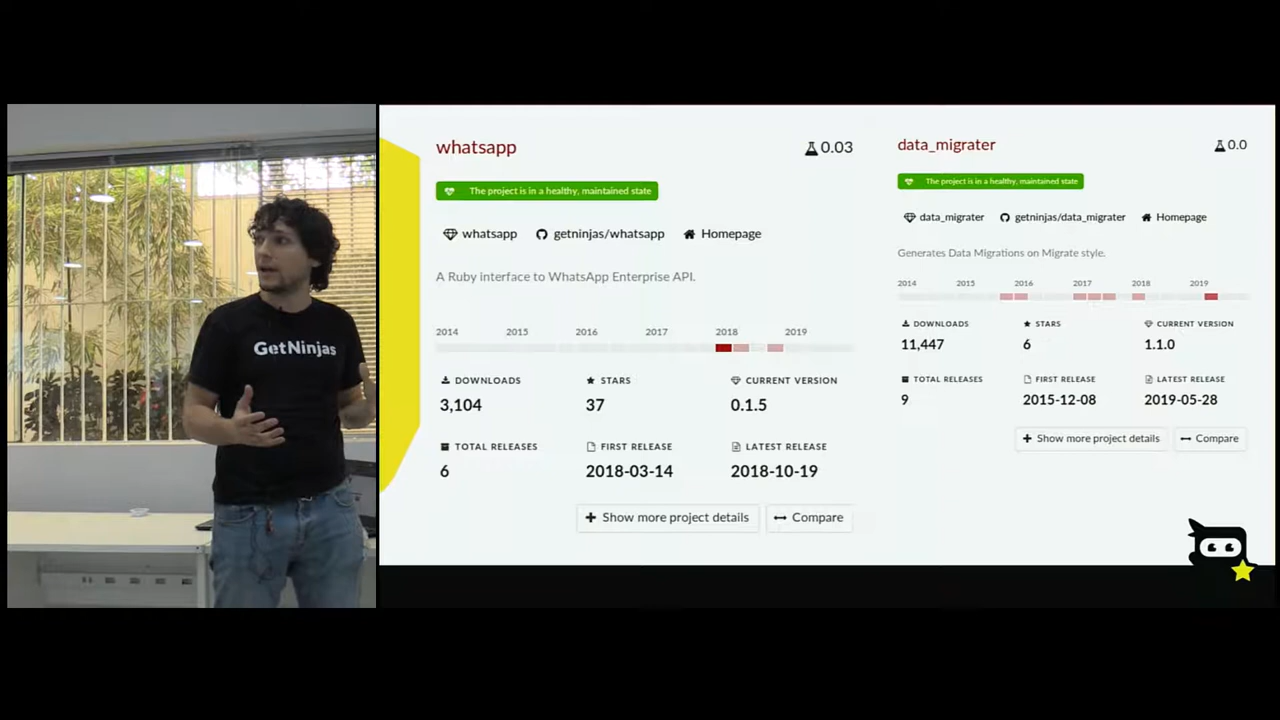 GetNinjas
whatsapp
0.03
The project is in a healthy, maintained state
whatsapp getninjas/whatsapp Homepage
A Ruby interface to WhatsApp Enterprise API.
2014 2015 2016 2017 2018 2019
DOWNLOADS STARS CURRENT VERSION
3,104 37 0.1.5
TOTAL RELEASES FIRST RELEASE LATEST RELEASE
6 2018-03-14 2018-10-19
Show more project details Compare
data_migrater
0.0
The project is in a healthy, maintained state
data_migrater getninjas/data_migrater Homepage
Generates Data Migrations on Migrate style.
2014 2015 2016 2017 2018 2019
DOWNLOADS STARS CURRENT VERSION
11,447 6 1.1.0
TOTAL RELEASES FIRST RELEASE LATEST RELEASE
9 2015-12-08 2019-05-28
Show more project details Compare